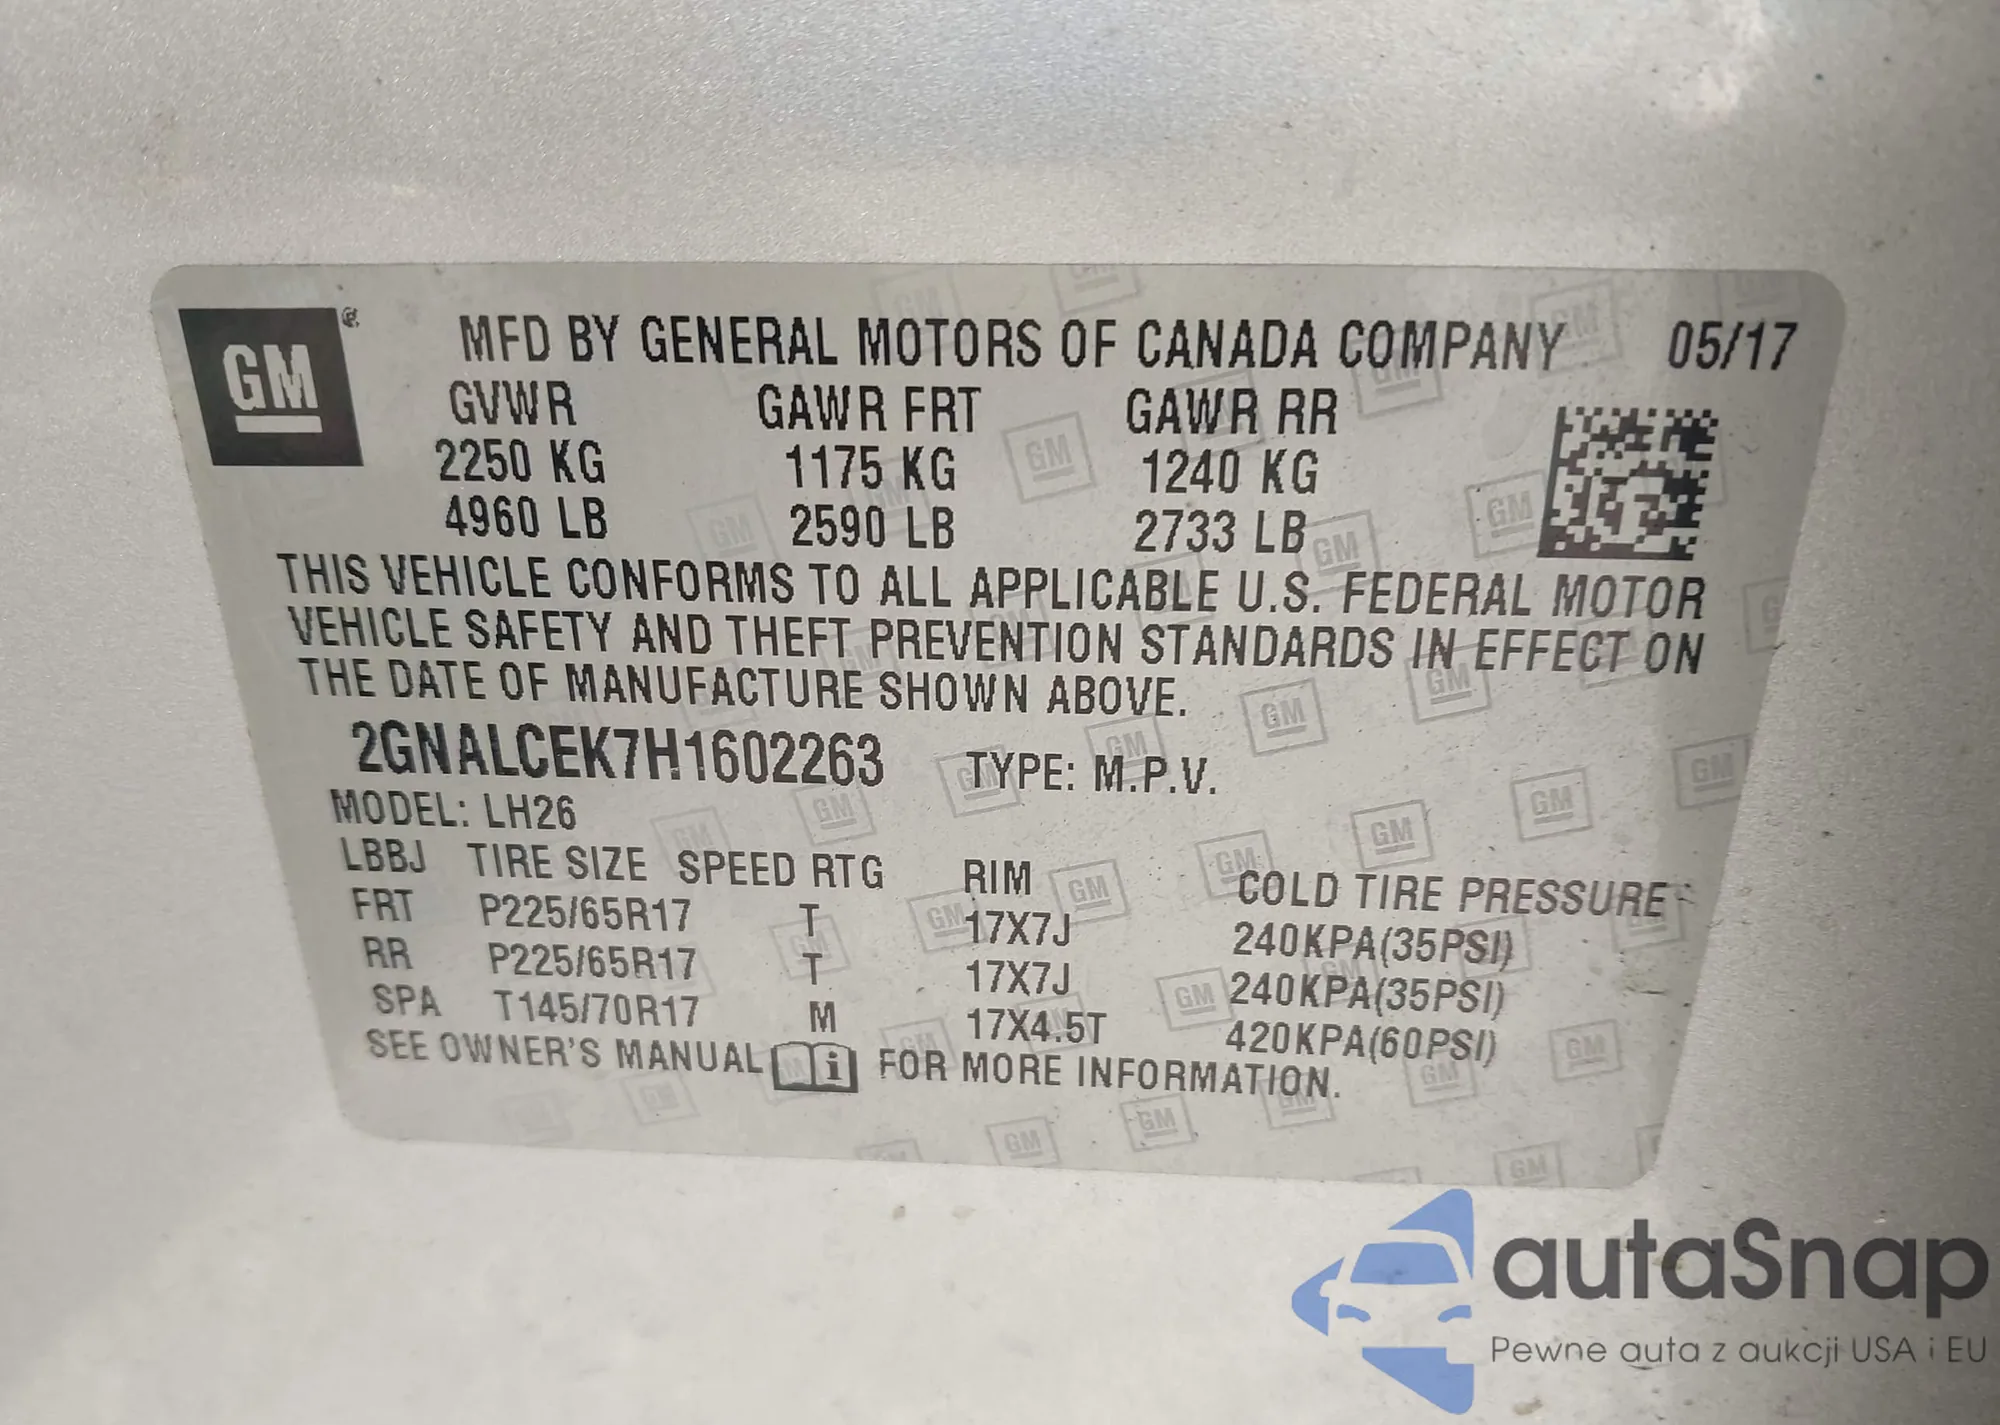 GM
MFD BY GENERAL MOTORS OF CANADA COMPANY 05/17
GVWR GAWR FRT GAWR RR
2250 KG 1175 KG 1240 KG
4960 LB 2590 LB 2733 LB
THIS VEHICLE CONFORMS TO ALL APPLICABLE U.S. FEDERAL MOTOR
VEHICLE SAFETY AND THEFT PREVENTION STANDARDS IN EFFECT ON
THE DATE OF MANUFACTURE SHOWN ABOVE.
2GNALCEK7H1602263 TYPE: M.P.V.
MODEL: LH26
LBBJ TIRE SIZE SPEED RTG RIM COLD TIRE PRESSURE
FRT P225/65R17 T 17X7J 240KPA(35PSI)
RR P225/65R17 T 17X7J 240KPA(35PSI)
SPA T145/70R17 M 17X4.5T 420KPA(60PSI)
SEE OWNER'S MANUAL i FOR MORE INFORMATION.
autaSnap
Pewne auta z aukcji USA i EU